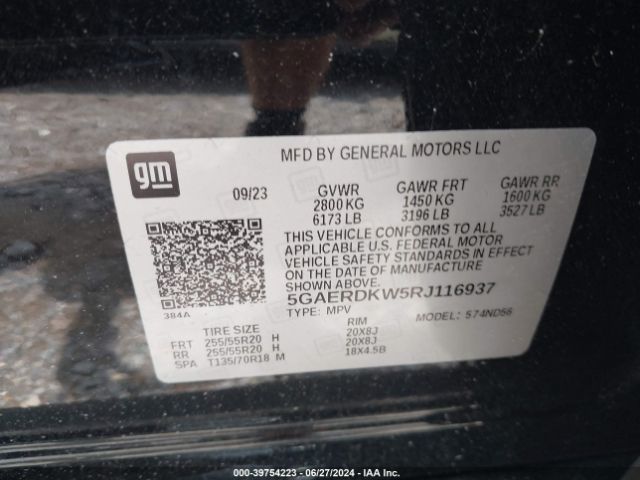 gm
MFD BY GENERAL MOTORS LLC
09/23 GVWR GAWR FRT GAWR RR
2800 KG 1450 KG 1600 KG
6173 LB 3196 LB 3527 LB
THIS VEHICLE CONFORMS TO ALL
APPLICABLE U.S. FEDERAL MOTOR
VEHICLE SAFETY STANDARDS IN EFFECT
ON THE DATE OF MANUFACTURE
SHOWN ABOVE.
384A 5GAERDKW5RJ116937
TYPE: MPV MODEL: 574ND56
TIRE SIZE RIM
FRT 255/55R20 H 20X8J
RR 255/55R20 H 20X8J
SPA T135/70R18 M 18X4.5B
000-39754223 | 06/27/2024 - IAA Inc.